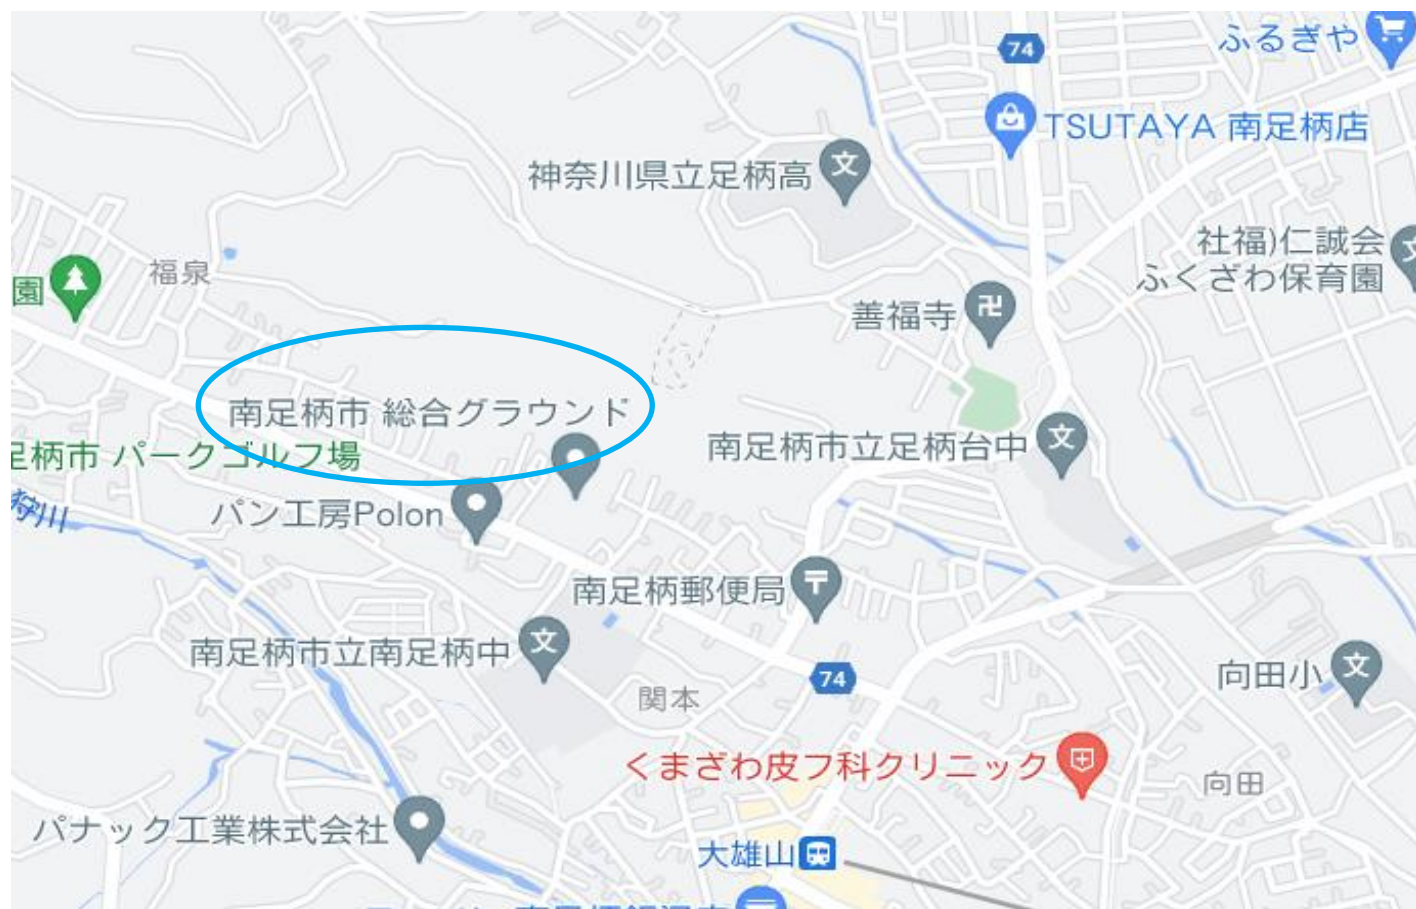 ふるぎや
74
TSUTAYA 南足柄店
神奈川県立足柄高
社福)仁誠会
ふくざわ保育園
園
福泉
善福寺
南足柄市 総合グラウンド
南足柄市立足柄台中
足柄市 パークゴルフ場
狩川
パン工房Polon
南足柄郵便局
南足柄市立南足柄中
74
向田小
関本
くまざわ皮フ科クリニック
向田
パナック工業株式会社
大雄山